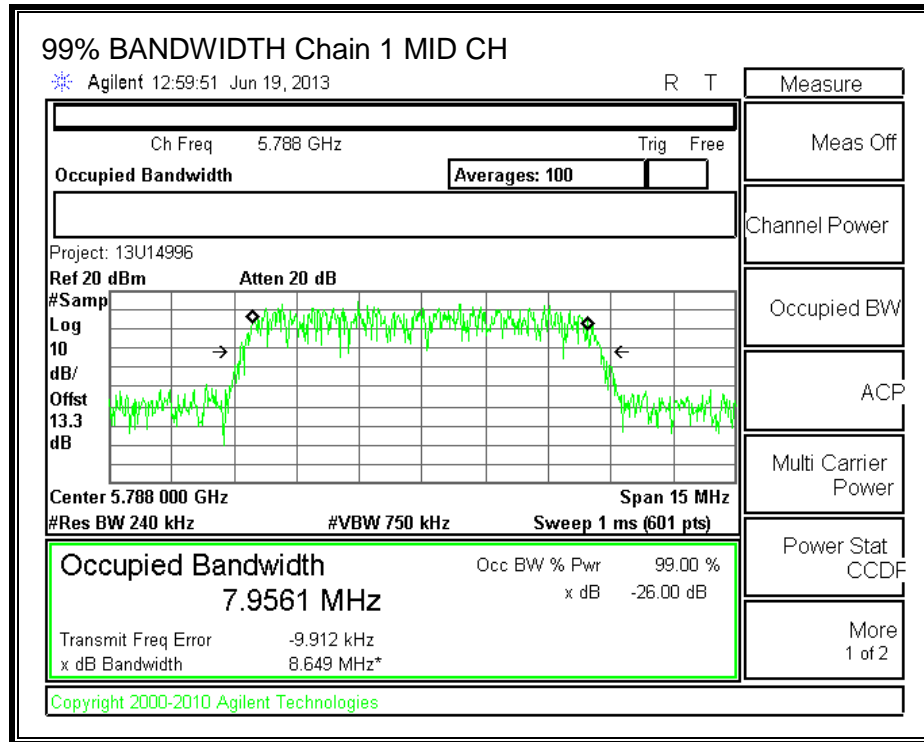 99% BANDWIDTH Chain 1 MID CH
Agilent 12:59:51 Jun 19, 2013 R T
Measure
Ch Freq 5.788 GHz Trig Free
Meas Off
Occupied Bandwidth Averages: 100
Channel Power
Project: 13U14996
Ref 20 dBm Atten 20 dB
#Samp
Log
10
dB/
Offst
13.3
dB
Occupied BW
ACP
Multi Carrier
Power
Center 5.788 000 GHz Span 15 MHz
#Res BW 240 kHz #VBW 750 kHz Sweep 1 ms (601 pts)
Power Stat
CCDF
Occupied Bandwidth Occ BW % Pwr 99.00 %
7.9561 MHz x dB -26.00 dB
Transmit Freq Error -9.912 kHz
x dB Bandwidth 8.649 MHz*
More
1 of 2
Copyright 2000-2010 Agilent Technologies